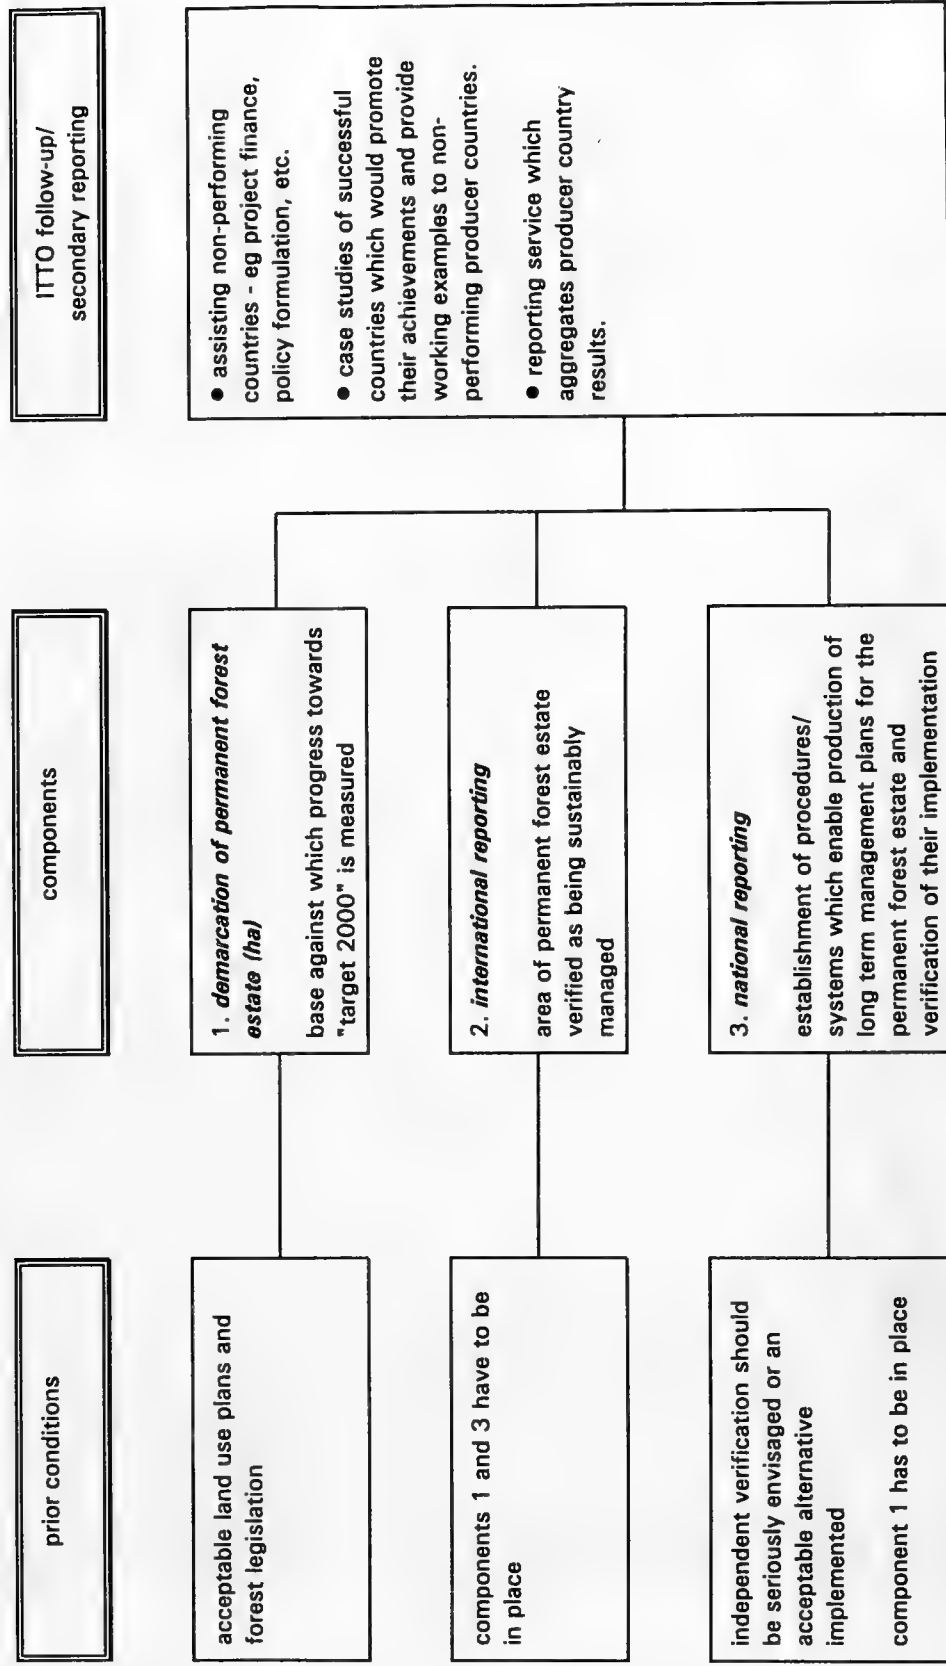 prior conditions
components
ITTO follow-up/
secondary reporting
acceptable land use plans and
forest legislation
1. demarcation of permanent forest
estate (ha)
base against which progress towards
"target 2000" is measured
● assisting non-performing
countries - eg project finance,
policy formulation, etc.
● case studies of successful
countries which would promote
their achievements and provide
working examples to non-
performing producer countries.
● reporting service which
aggregates producer country
results.
components 1 and 3 have to be
in place
2. international reporting
area of permanent forest estate
verified as being sustainably
managed
independent verification should
be seriously envisaged or an
acceptable alternative
implemented
component 1 has to be in place
3. national reporting
establishment of procedures/
systems which enable production of
long term management plans for the
permanent forest estate and
verification of their implementation